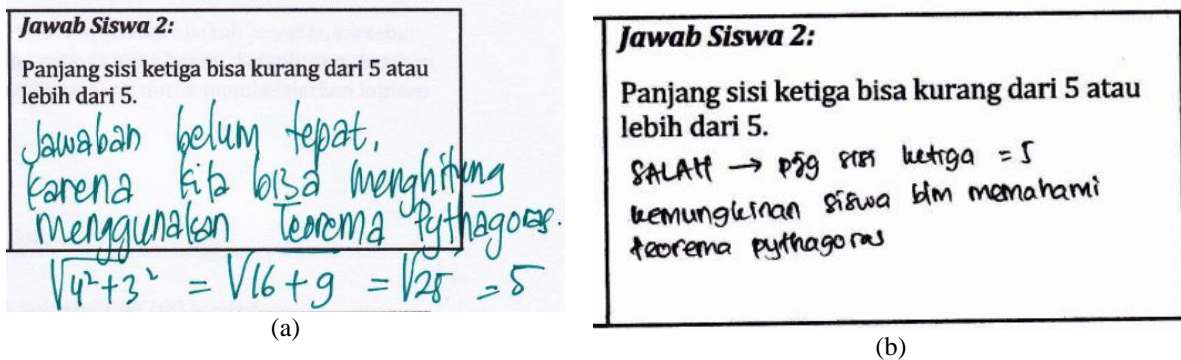 Jawab Siswa 2:
Panjang sisi ketiga bisa kurang dari 5 atau
lebih dari 5.
Jawaban belum tepat,
karena kita bisa menghitung
menggunakan Teorema Pythagoras.
√4²+3² = √16+9 = √25 = 5
(a)
Jawab Siswa 2:
Panjang sisi ketiga bisa kurang dari 5 atau
lebih dari 5.
SALAH → pjg sisi ketiga = 5
kemungkinan siswa blm memahami
teorema pythagoras
(b)